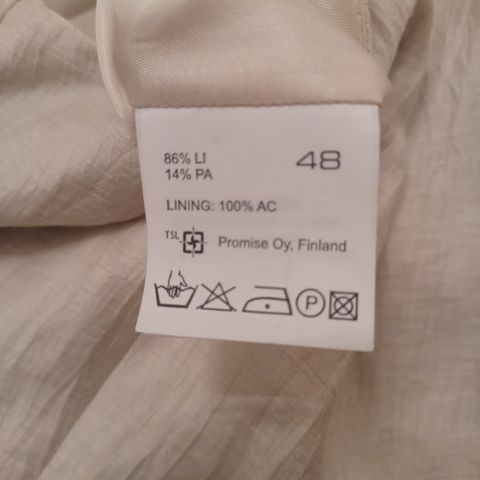 86% LI
48
14% PA
LINING: 100% AC
TSL Promise Oy, Finland
P